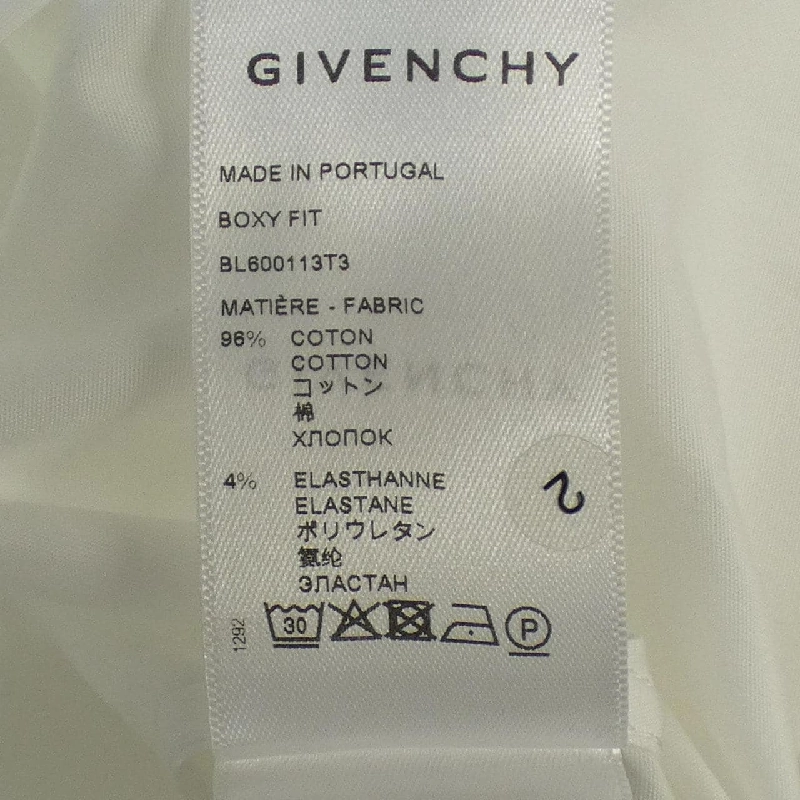 GIVENCHY
MADE IN PORTUGAL
BOXY FIT
BL600113T3
MATIÈRE - FABRIC
96% COTON
COTTON
コットン
棉
ХЛОПОК
4% ELASTHANNE
ELASTANE
ポリウレタン
氨纶
ЭЛАСТАН
2
1292
30
P